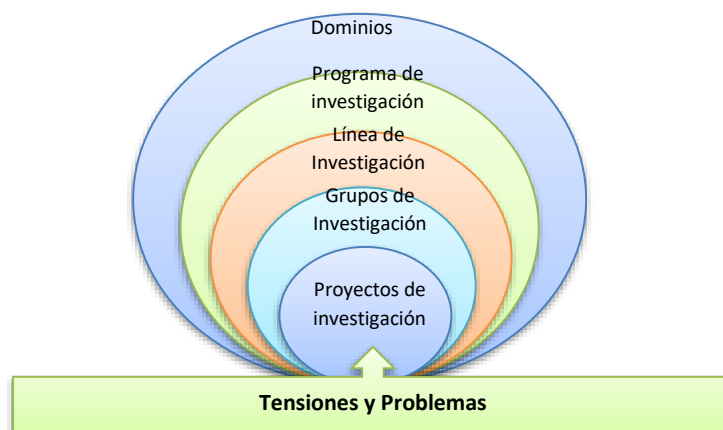 Dominios
Programa de
investigación
Línea de
Investigación
Grupos de
Investigación
Proyectos de
investigación
Tensiones y Problemas